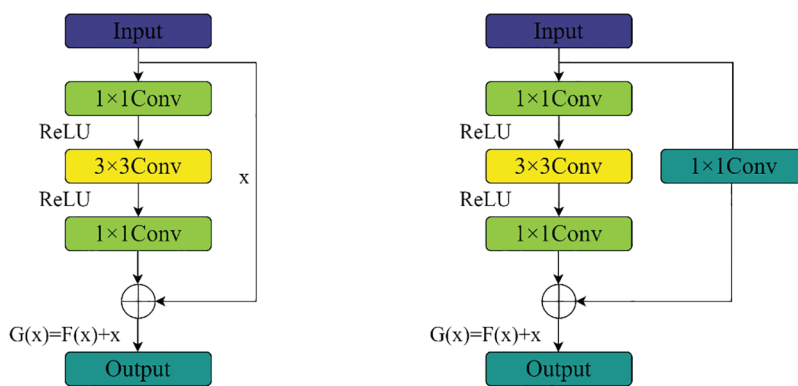 Input
1×1Conv
ReLU
3×3Conv
x
ReLU
1×1Conv
G(x)=F(x)+x
Output
Input
1×1Conv
ReLU
3×3Conv
1×1Conv
ReLU
1×1Conv
G(x)=F(x)+x
Output